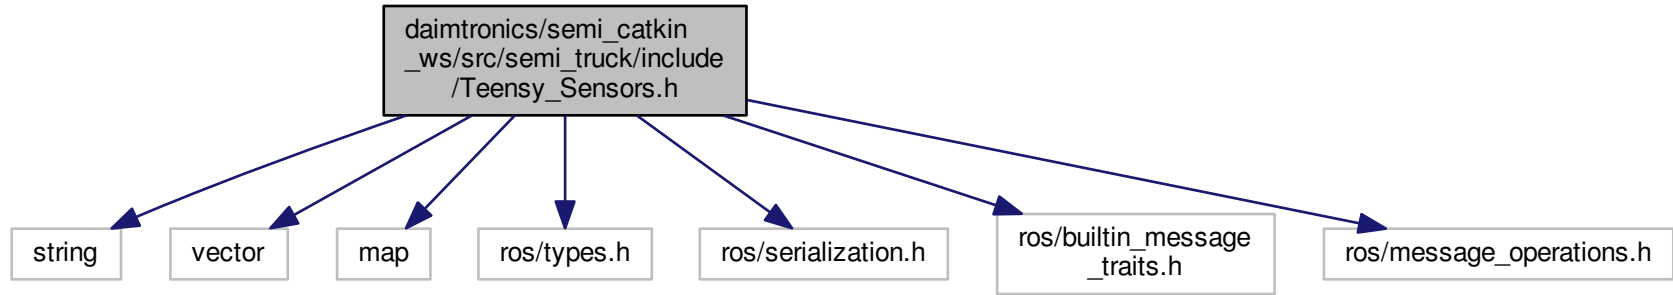 daimtronics/semi_catkin
_ws/src/semi_truck/include
/Teensy_Sensors.h
string
vector
map
ros/types.h
ros/serialization.h
ros/builtin_message
_traits.h
ros/message_operations.h